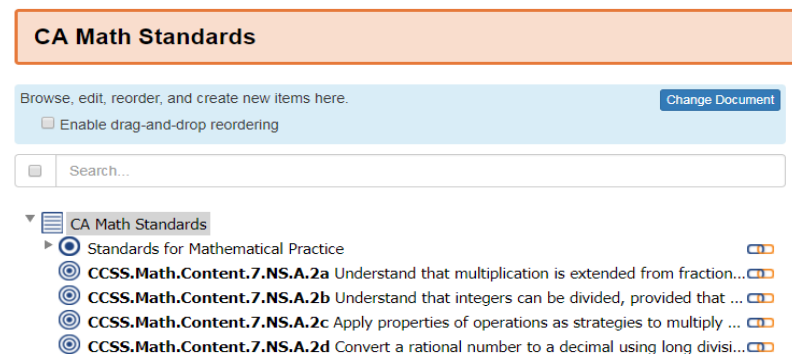 CA Math Standards
Browse, edit, reorder, and create new items here.
Change Document
Enable drag-and-drop reordering
Search...
CA Math Standards
Standards for Mathematical Practice
CCSS.Math.Content.7.NS.A.2a Understand that multiplication is extended from fraction...
CCSS.Math.Content.7.NS.A.2b Understand that integers can be divided, provided that ...
CCSS.Math.Content.7.NS.A.2c Apply properties of operations as strategies to multiply ...
CCSS.Math.Content.7.NS.A.2d Convert a rational number to a decimal using long divisi...